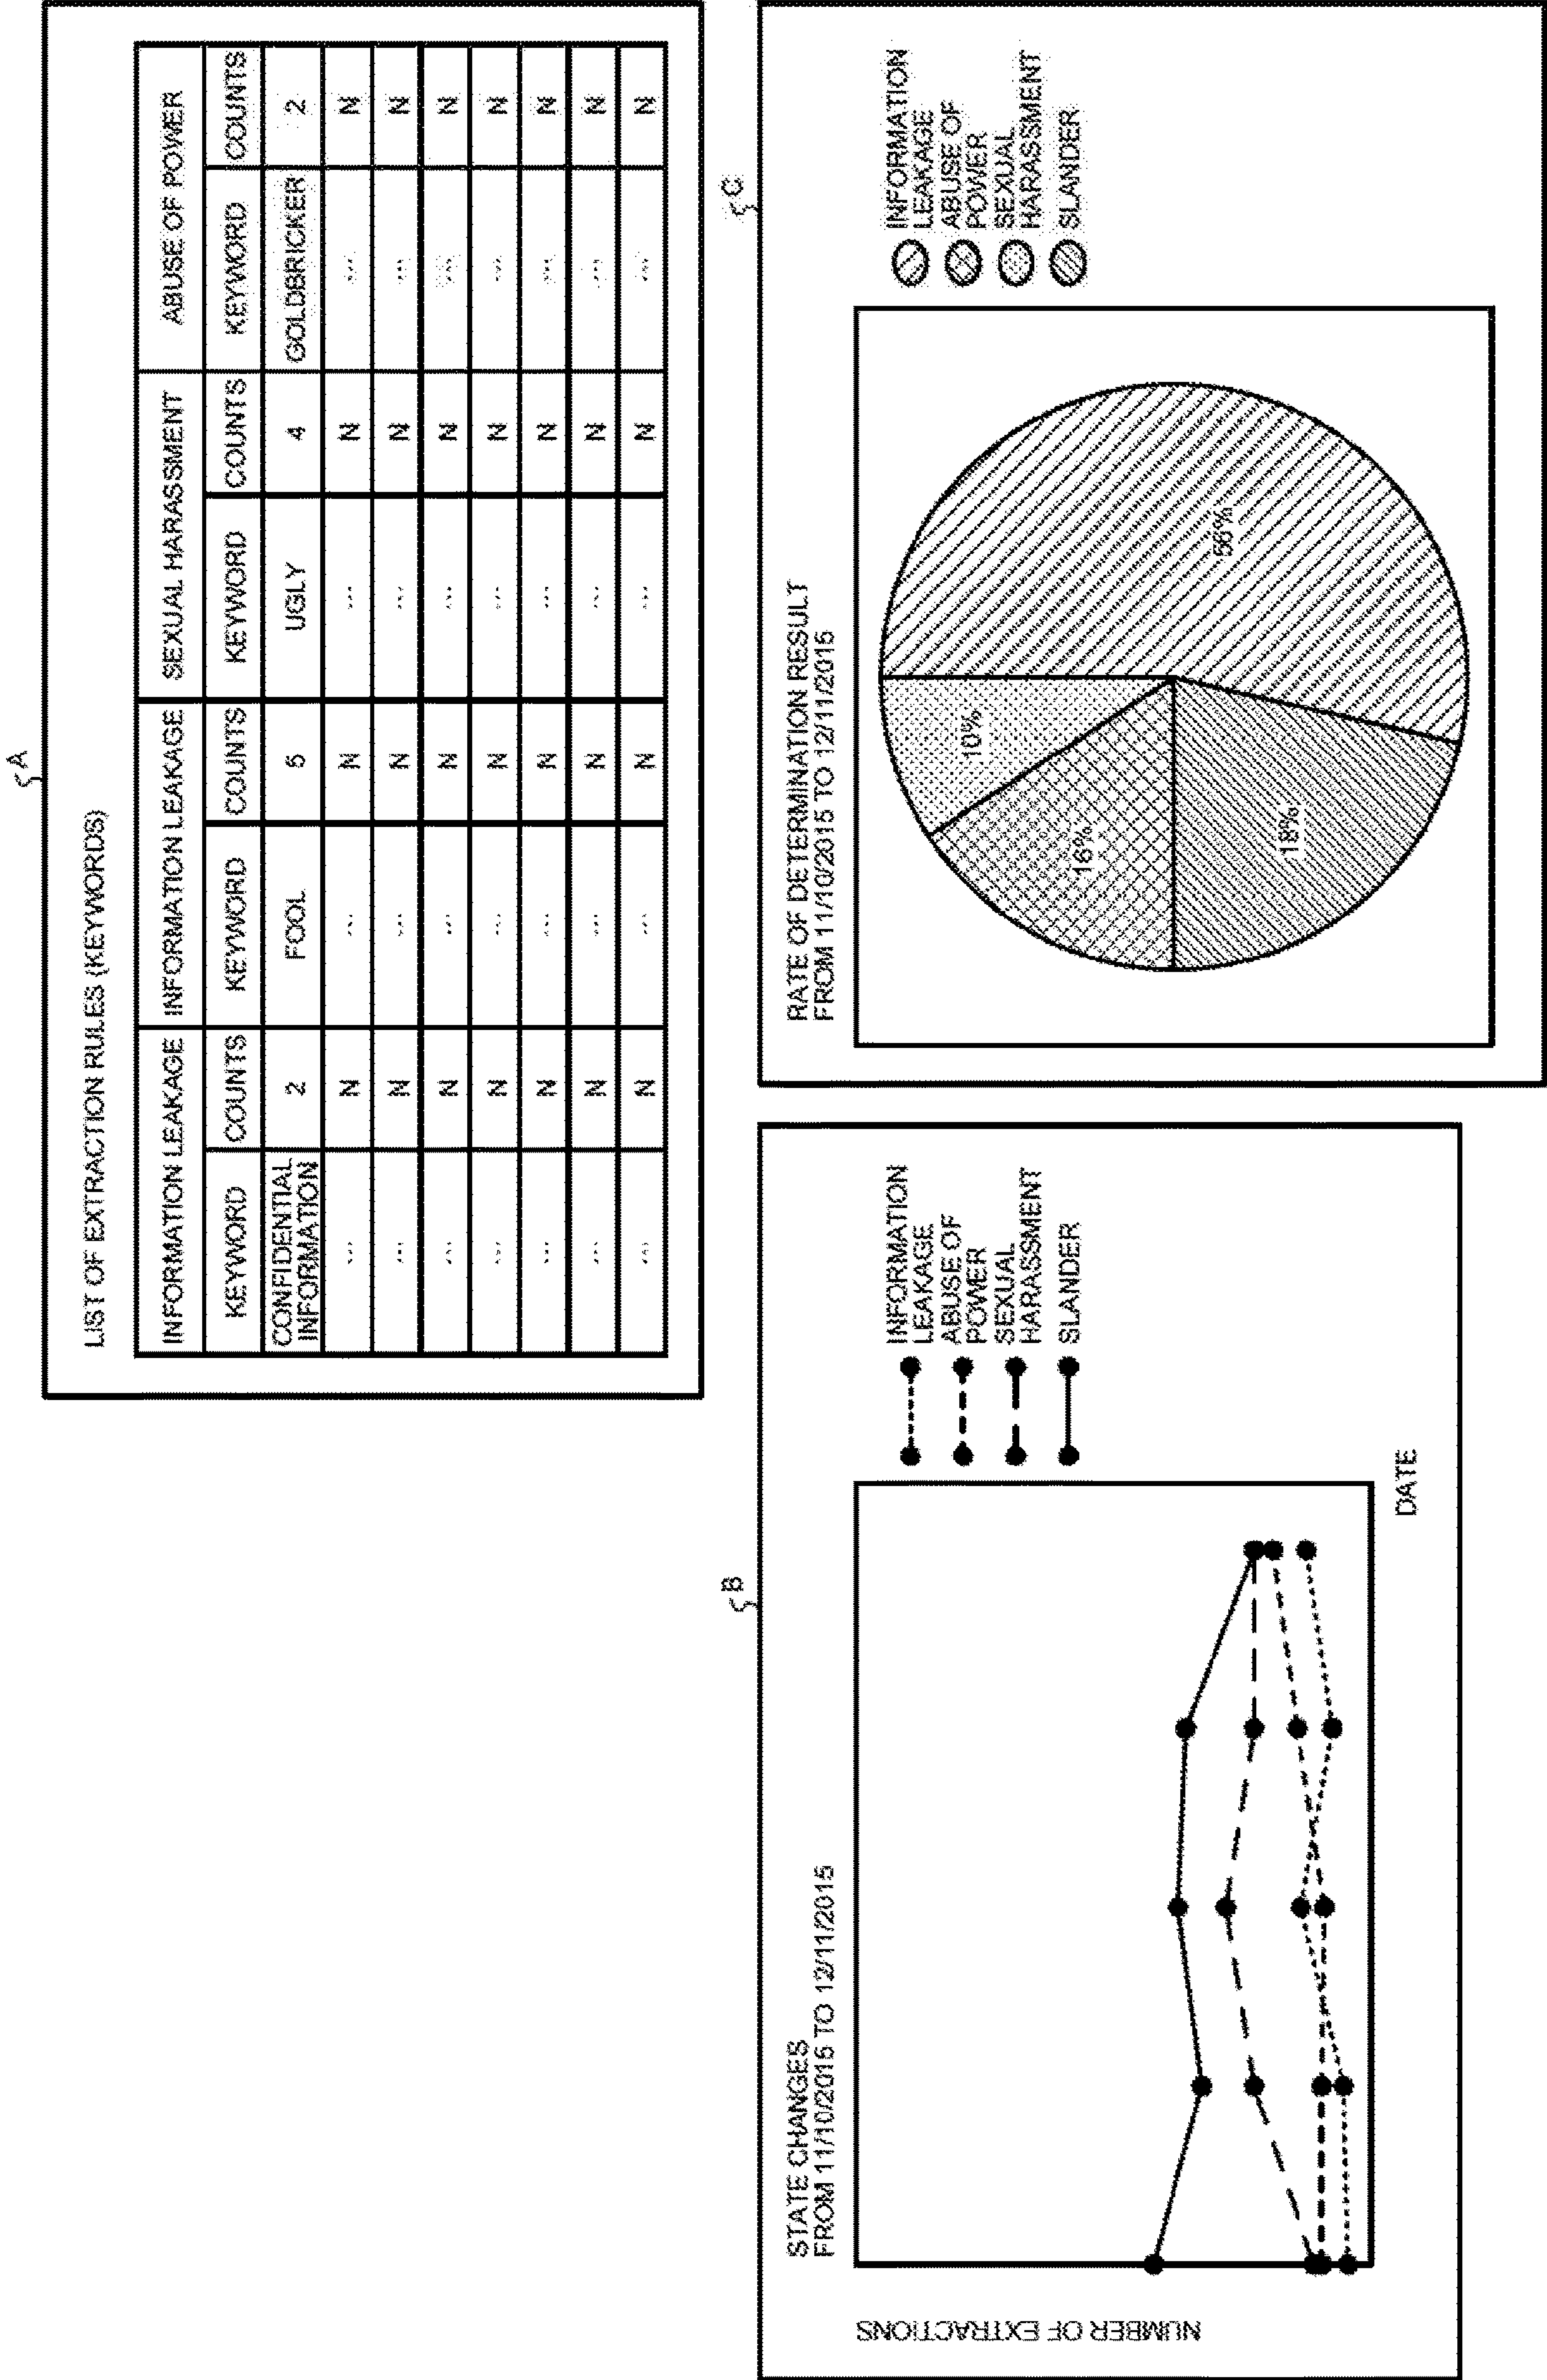 A
LIST OF EXTRACTION RULES (KEYWORDS)
INFORMATION LEAKAGE INFORMATION LEAKAGE SEXUAL HARASSMENT ABUSE OF POWER
KEYWORD COUNTS KEYWORD COUNTS KEYWORD COUNTS KEYWORD COUNTS
CONFIDENTIAL
INFORMATION 2 FOOL 5 UGLY 4 GOLDBRICKER 2
... N ... N ... N ... N
... N ... N ... N ... N
... N ... N ... N ... N
... N ... N ... N ... N
... N ... N ... N ... N
... N ... N ... N ... N
... N ... N ... N ... N
B
STATE CHANGES
FROM 11/10/2015 TO 12/11/2015
NUMBER OF EXTRACTIONS
DATE
INFORMATION
LEAKAGE
ABUSE OF
POWER
SEXUAL
HARASSMENT
SLANDER
C
RATE OF DETERMINATION RESULT
FROM 11/10/2015 TO 12/11/2015
10%
16%
18%
56%
INFORMATION
LEAKAGE
ABUSE OF
POWER
SEXUAL
HARASSMENT
SLANDER